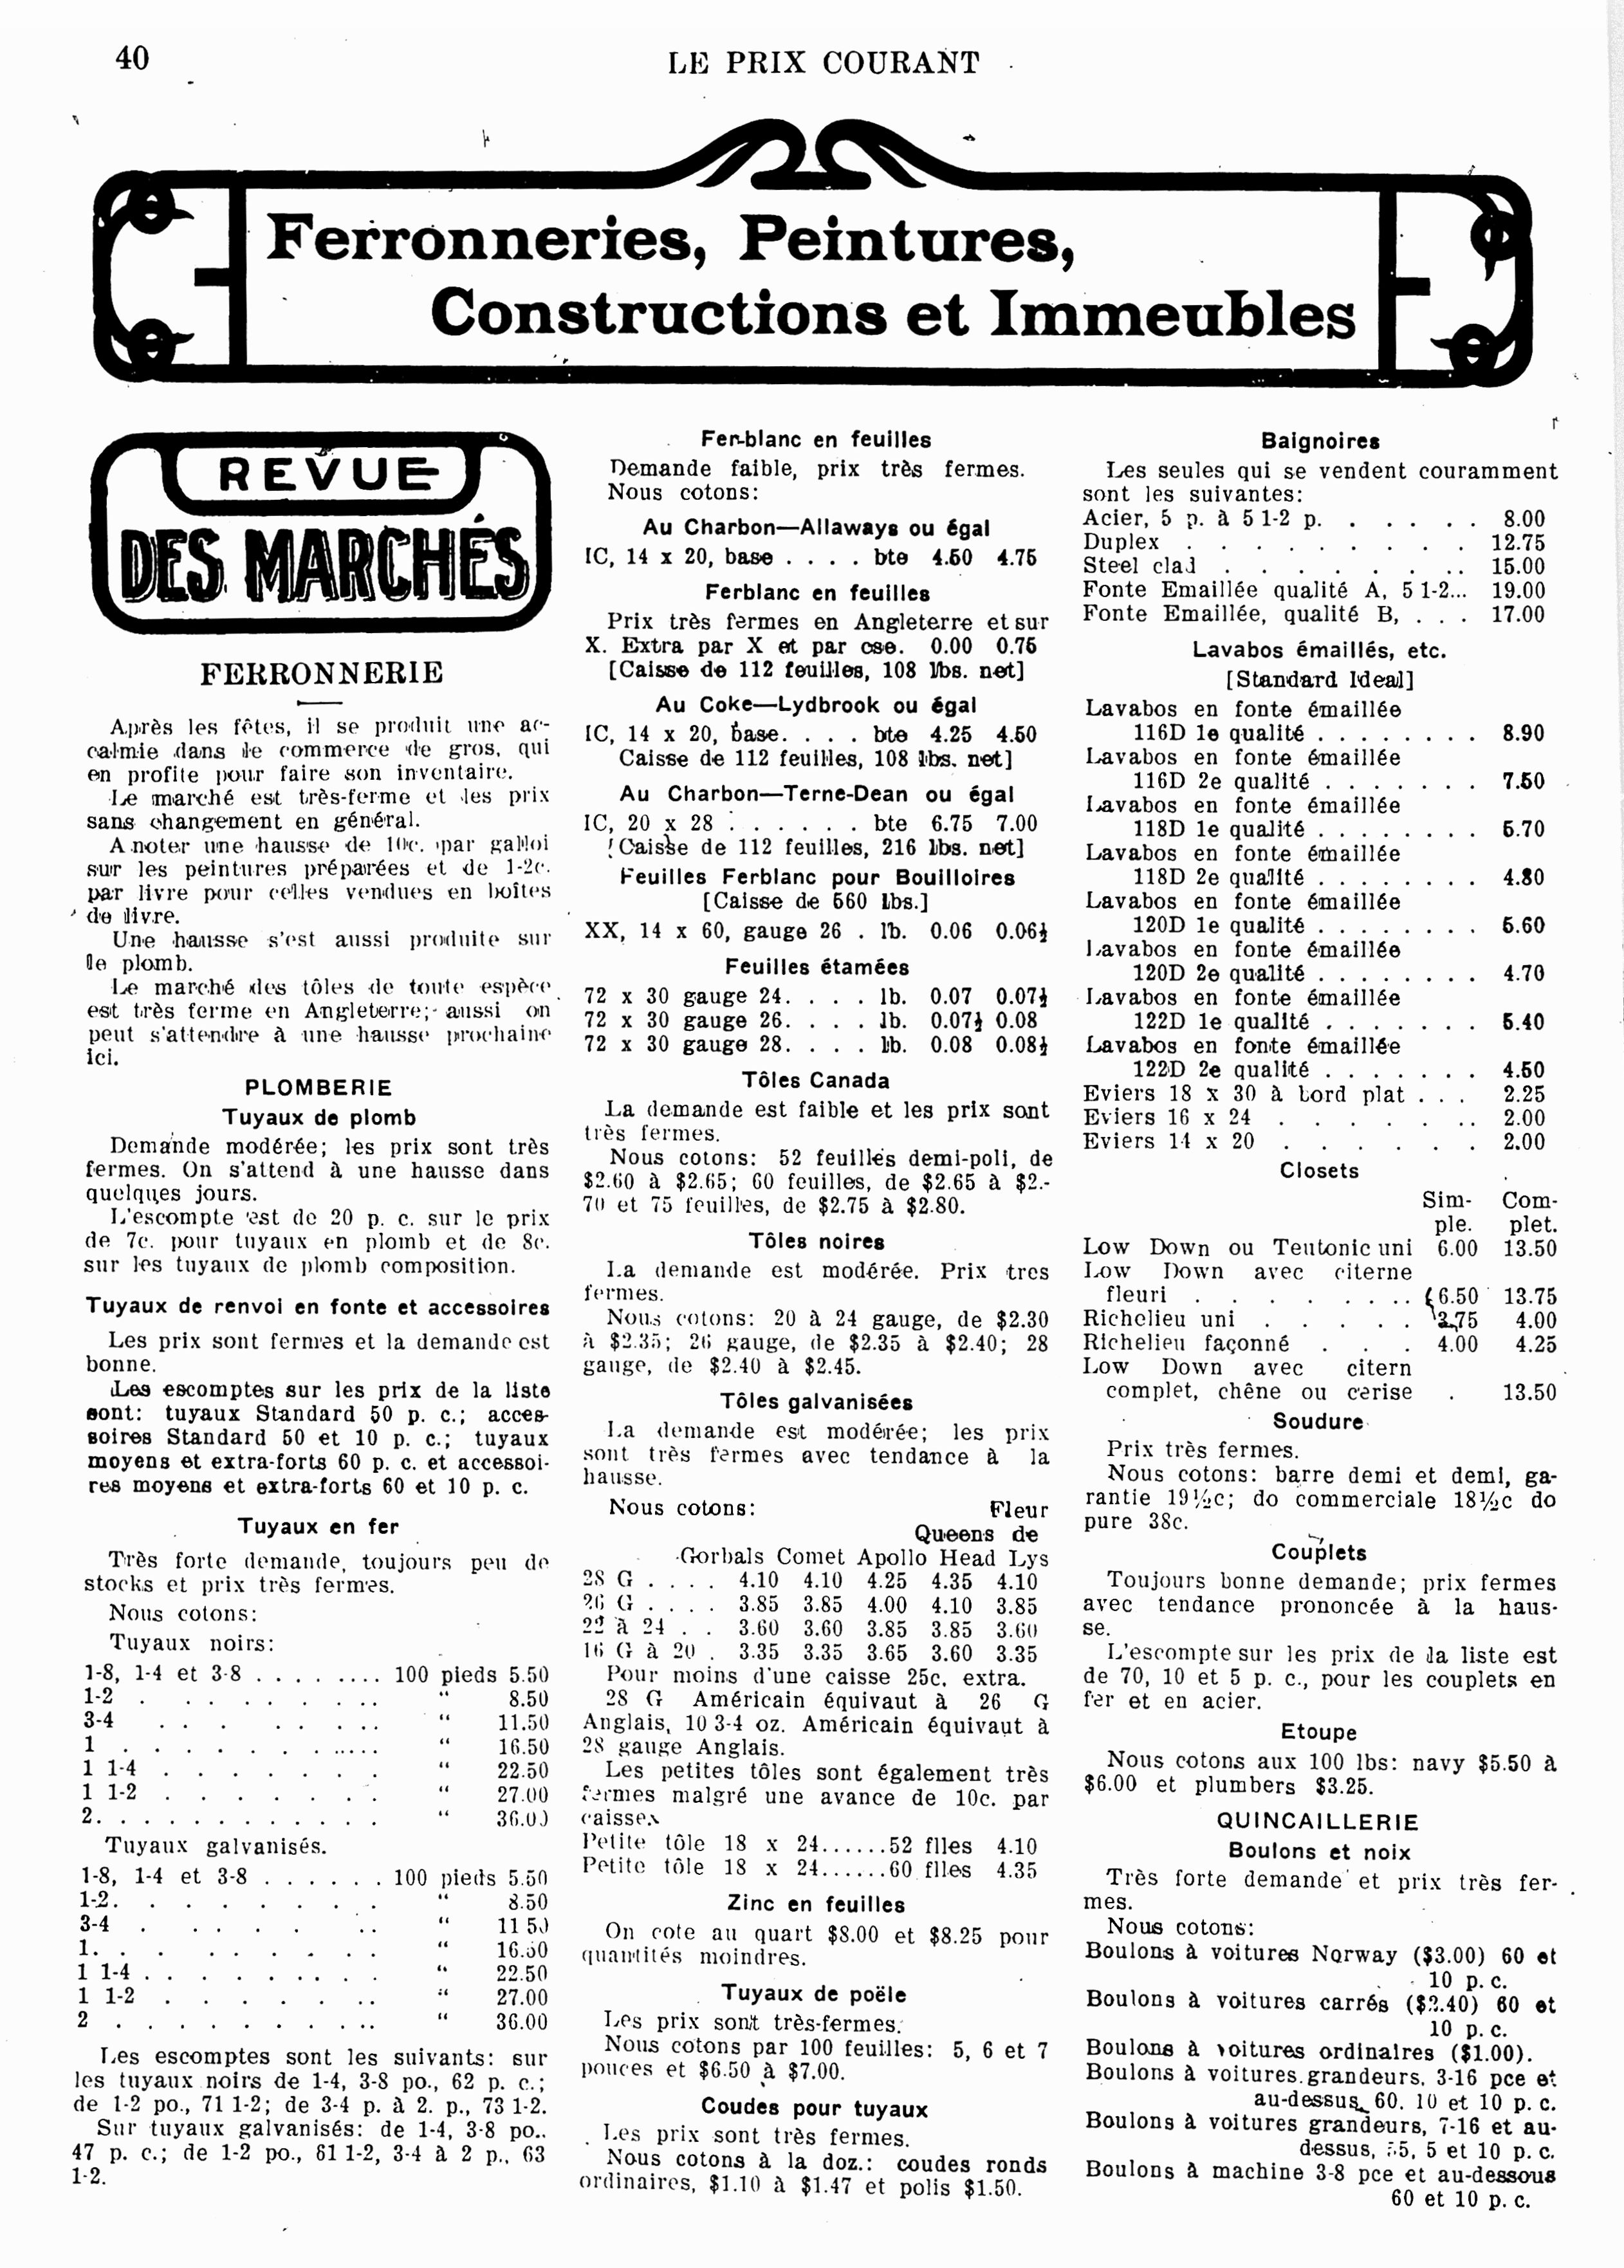 40
LE PRIX COURANT
Ferronneries, Peintures,
Constructions et Immeubles
REVUE
DES MARCHÉS
FERRONNERIE
Après les fêtes, il se produit une ac-
calmie dans le commerce de gros, qui
en profite pour faire son inventaire.
Le marché est très-ferme et les prix
sans changement en général.
A noter une hausse de 10c. par galloi
sur les peintures préparées et de 1-2c.
par livre pour celles vendues en boîtes
de livre.
Une hausse s'est aussi produite sur
le plomb.
Le marché des tôles de toute espèce
est très ferme en Angleterre; aussi on
peut s'attendre à une hausse prochaine
ici.
PLOMBERIE
Tuyaux de plomb
Demande modérée; les prix sont très
fermes. On s'attend à une hausse dans
quelques jours.
L'escompte est de 20 p. c. sur le prix
de 7c. pour tuyaux en plomb et de 8c.
sur les tuyaux de plomb composition.
Tuyaux de renvoi en fonte et accessoires
Les prix sont fermes et la demande est
bonne.
Les escomptes sur les prix de la liste
sont: tuyaux Standard 50 p. c.; acces-
soires Standard 50 et 10 p. c.; tuyaux
moyens et extra-forts 60 p. c. et accessoi-
res moyens et extra-forts 60 et 10 p. c.
Tuyaux en fer
Très forte demande, toujours peu de
stocks et prix très fermes.
Nous cotons:
Tuyaux noirs:
1-8, 1-4 et 3-8 . . . . . . . . 100 pieds 5.50
1-2 . . . . . . . . . “ 8.50
3-4 . . . . . . . . “ 11.50
1 . . . . . . . . . . . . “ 16.50
1 1-4 . . . . . . . “ 22.50
1 1-2 . . . . . . . “ 27.00
2. . . . . . . . . . . . “ 36.00
Tuyaux galvanisés.
1-8, 1-4 et 3-8 . . . . . . 100 pieds 5.50
1-2. . . . . . . . . “ 8.50
3-4 . . . . . . . “ 11 50
1. . . . . . . . . “ 16.50
1 1-4 . . . . . . . . . “ 22.50
1 1-2 . . . . . . . . “ 27.00
2 . . . . . . . . . . “ 36.00
Les escomptes sont les suivants: sur
les tuyaux noirs de 1-4, 3-8 po., 62 p. c.;
de 1-2 po., 71 1-2; de 3-4 p. à 2. p., 73 1-2.
Sur tuyaux galvanisés: de 1-4, 3-8 po..
47 p. c.; de 1-2 po., 61 1-2, 3-4 à 2 p.. 63
1-2.
Fer-blanc en feuilles
Demande faible, prix très fermes.
Nous cotons:
Au Charbon—Allaways ou égal
IC, 14 x 20, base . . . . bte 4.50 4.75
Ferblanc en feuilles
Prix très fermes en Angleterre et sur
X. Extra par X et par cse. 0.00 0.75
[Caisse de 112 feuilles, 108 lbs. net]
Au Coke—Lydbrook ou égal
IC, 14 x 20, base. . . . bte 4.25 4.50
Caisse de 112 feuilles, 108 lbs. net]
Au Charbon—Terne-Dean ou égal
IC, 20 x 28 . . . . . . bte 6.75 7.00
[Caisse de 112 feuilles, 216 lbs. net]
Feuilles Ferblanc pour Bouilloires
[Caisse de 560 lbs.]
XX, 14 x 60, gauge 26 . lb. 0.06 0.06½
Feuilles étamées
72 x 30 gauge 24. . . . lb. 0.07 0.07½
72 x 30 gauge 26. . . . lb. 0.07½ 0.08
72 x 30 gauge 28. . . . lb. 0.08 0.08½
Tôles Canada
La demande est faible et les prix sont
très fermes.
Nous cotons: 52 feuilles demi-poli, de
$2.60 à $2.65; 60 feuilles, de $2.65 à $2.-
70 et 75 feuilles, de $2.75 à $2.80.
Tôles noires
La demande est modérée. Prix tres
fermes.
Nous cotons: 20 à 24 gauge, de $2.30
à $2.35; 26 gauge, de $2.35 à $2.40; 28
gauge, de $2.40 à $2.45.
Tôles galvanisées
La demande est modérée; les prix
sont très fermes avec tendance à la
hausse.
Nous cotons: Fleur
Queens de
Gorbals Comet Apollo Head Lys
28 G . . . . 4.10 4.10 4.25 4.35 4.10
26 G . . . . 3.85 3.85 4.00 4.10 3.85
22 à 24 . . 3.60 3.60 3.85 3.85 3.60
16 G à 20 . 3.35 3.35 3.65 3.60 3.35
Pour moins d'une caisse 25c. extra.
28 G Américain équivaut à 26 G
Anglais, 10 3-4 oz. Américain équivaut à
28 gauge Anglais.
Les petites tôles sont également très
fermes malgré une avance de 10c. par
caisse.
Petite tôle 18 x 24......52 flles 4.10
Petite tôle 18 x 24......60 flles 4.35
Zinc en feuilles
On cote au quart $8.00 et $8.25 pour
quantités moindres.
Tuyaux de poële
Les prix sont très-fermes.
Nous cotons par 100 feuilles: 5, 6 et 7
pouces et $6.50 à $7.00.
Coudes pour tuyaux
Les prix sont très fermes.
Nous cotons à la doz.: coudes ronds
ordinaires, $1.10 à $1.47 et polis $1.50.
Baignoires
Les seules qui se vendent couramment
sont les suivantes:
Acier, 5 p. à 5 1-2 p. . . . . . 8.00
Duplex . . . . . . . . . 12.75
Steel clad . . . . . . . . 15.00
Fonte Emaillée qualité A, 5 1-2... 19.00
Fonte Emaillée, qualité B, . . . 17.00
Lavabos émaillés, etc.
[Standard Ideal]
Lavabos en fonte émaillée
116D 1e qualité . . . . . . . . 8.90
Lavabos en fonte émaillée
116D 2e qualité . . . . . . . 7.50
Lavabos en fonte émaillée
118D 1e qualité . . . . . . . . 5.70
Lavabos en fonte émaillée
118D 2e qualité . . . . . . . . 4.80
Lavabos en fonte émaillée
120D 1e qualité . . . . . . . . 5.60
Lavabos en fonte émaillée
120D 2e qualité . . . . . . . . 4.70
Lavabos en fonte émaillée
122D 1e qualité . . . . . . . 5.40
Lavabos en fonte émaillée
122D 2e qualité . . . . . . . 4.50
Eviers 18 x 30 à bord plat . . . 2.25
Eviers 16 x 24 . . . . . . . 2.00
Eviers 14 x 20 . . . . . . 2.00
Closets
Sim- Com-
ple. plet.
Low Down ou Teutonic uni 6.00 13.50
Low Down avec citerne
fleuri . . . . . . . . . 6.50 13.75
Richelieu uni . . . . . 3.75 4.00
Richelieu façonné . . . 4.00 4.25
Low Down avec citern
complet, chêne ou cerise . 13.50
Soudure
Prix très fermes.
Nous cotons: barre demi et demi, ga-
rantie 19½c; do commerciale 18½c do
pure 38c.
Couplets
Toujours bonne demande; prix fermes
avec tendance prononcée à la haus-
se.
L'escompte sur les prix de la liste est
de 70, 10 et 5 p. c., pour les couplets en
fer et en acier.
Etoupe
Nous cotons aux 100 lbs: navy $5.50 à
$6.00 et plumbers $3.25.
QUINCAILLERIE
Boulons et noix
Très forte demande et prix très fer-
mes.
Nous cotons:
Boulons à voitures Norway ($3.00) 60 et
10 p. c.
Boulons à voitures carrés ($2.40) 60 et
10 p. c.
Boulons à voitures ordinaires ($1.00).
Boulons à voitures grandeurs. 3-16 pce et
au-dessus, 60. 10 et 10 p. c.
Boulons à voitures grandeurs, 7-16 et au-
dessus, 55, 5 et 10 p. c.
Boulons à machine 3-8 pce et au-dessous
60 et 10 p. c.